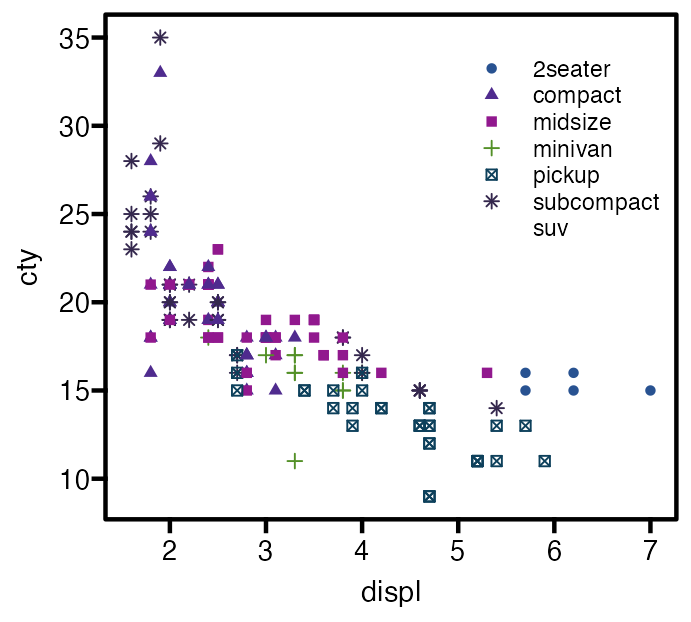 35
30
25
20
15
10
cty
2seater
compact
midsize
minivan
pickup
subcompact
suv
2 3 4 5 6 7
displ